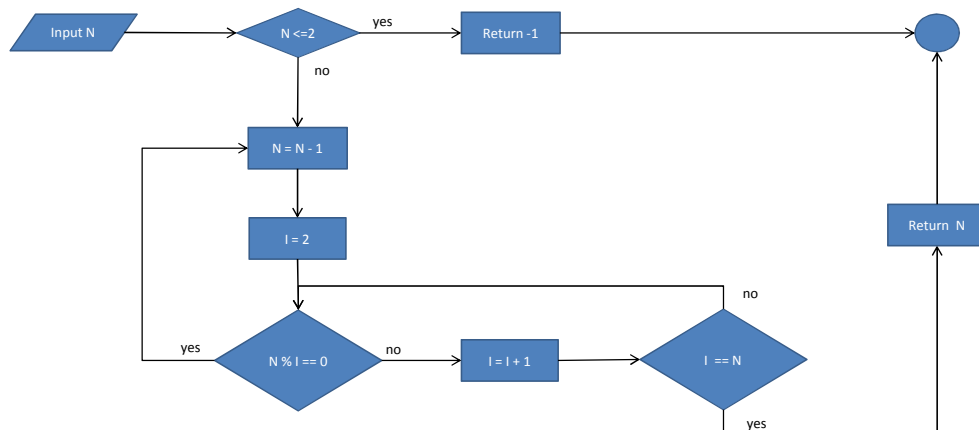 Input N
N <=2
yes
Return -1
no
N = N - 1
I = 2
Return N
no
yes
N % I == 0
no
I = I + 1
I == N
yes